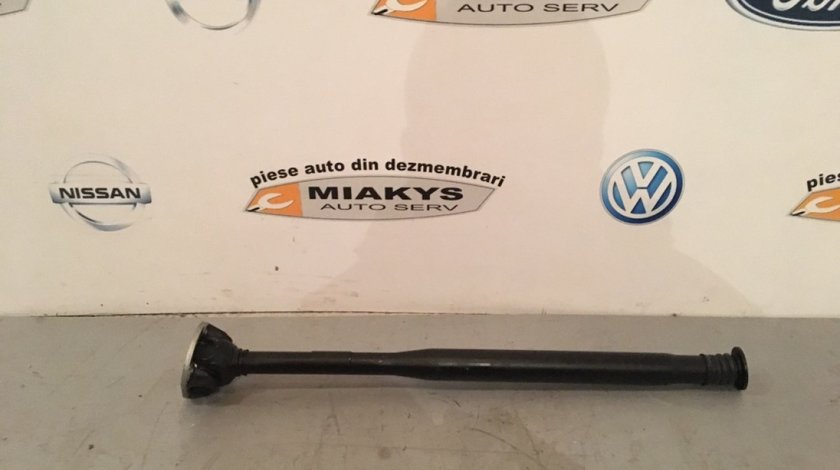 AUTO SERV
piese auto din dezmembrari
MIAKYS
AUTO SERV
NISSAN